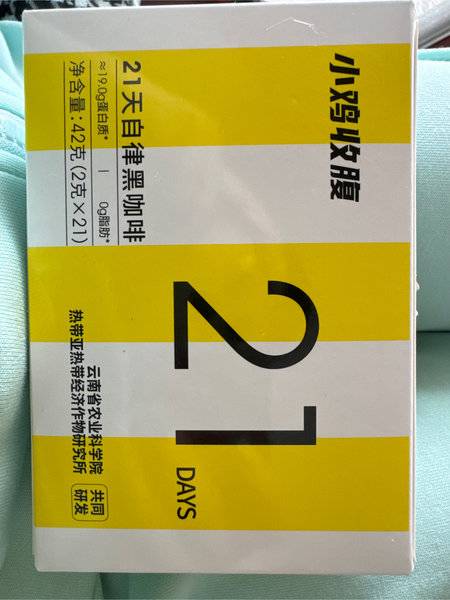 小鸡收腹
21
DAYS
21天自律黑咖啡
≈19.0g蛋白质* | 0g脂肪*
净含量:42克(2克×21)
云南省农业科学院
热带亚热带经济作物研究所
共同
研发